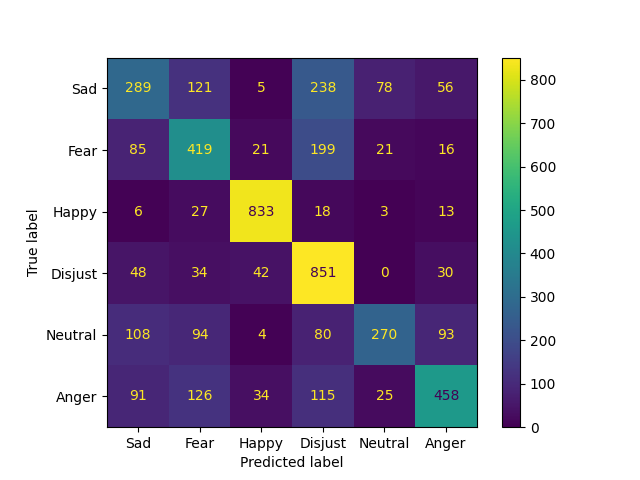 Sad 289 121 5 238 78 56
Fear 85 419 21 199 21 16
Happy 6 27 833 18 3 13
Disjust 48 34 42 851 0 30
Neutral 108 94 4 80 270 93
Anger 91 126 34 115 25 458
Sad Fear Happy Disjust Neutral Anger
Predicted label
True label
800
700
600
500
400
300
200
100
0